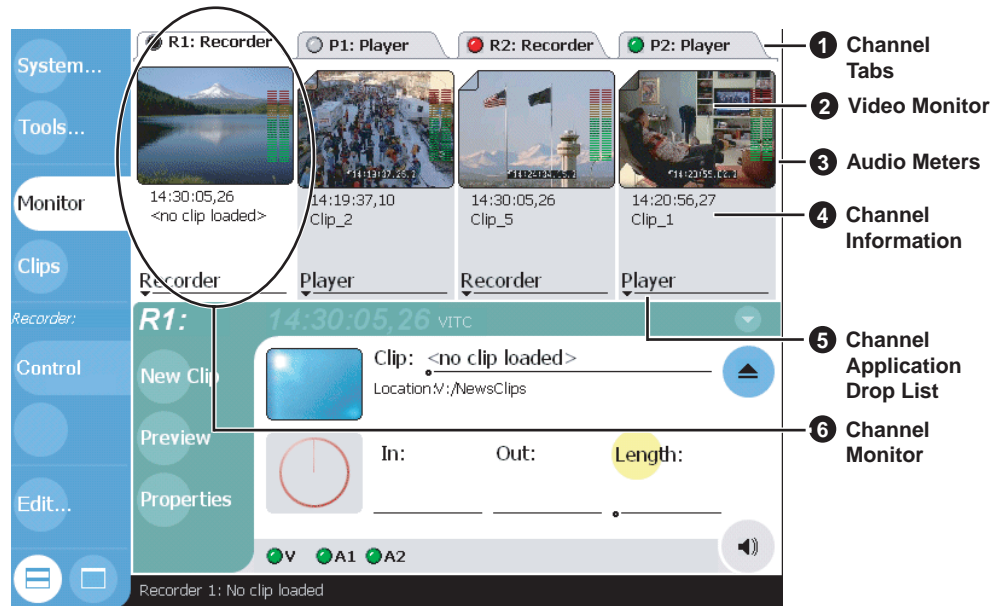 System...
Tools...
Monitor
Clips
Recorder:
Control
Edit...
R1: Recorder
P1: Player
R2: Recorder
P2: Player
14:30:05,26
<no clip loaded>
Recorder
14:19:37,10
Clip_2
Player
14:30:05,26
Clip_5
Recorder
14:20:56,27
Clip_1
Player
R1:
14:30:05,26 VITC
New Clip
Preview
Properties
Clip: <no clip loaded>
Location:V:/NewsClips
In:
Out:
Length:
V
A1
A2
Recorder 1: No clip loaded
1 Channel
Tabs
2 Video Monitor
3 Audio Meters
4 Channel
Information
5 Channel
Application
Drop List
6 Channel
Monitor